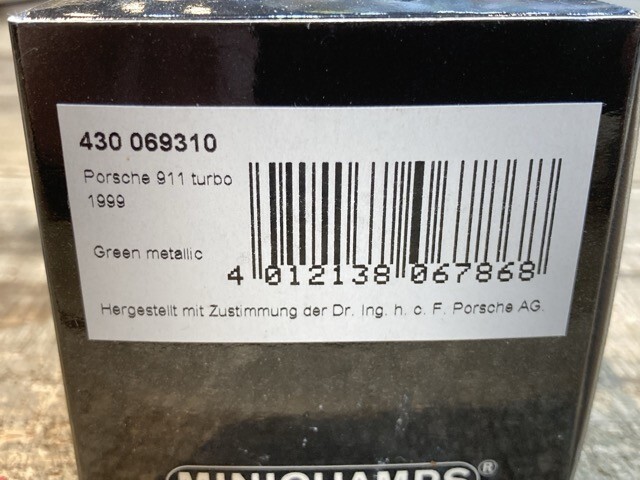 430 069310
Porsche 911 turbo
1999
Green metallic
4 012138 067868
Hergestellt mit Zustimmung der Dr. Ing. h. c. F. Porsche AG.
MINICHAMPS®